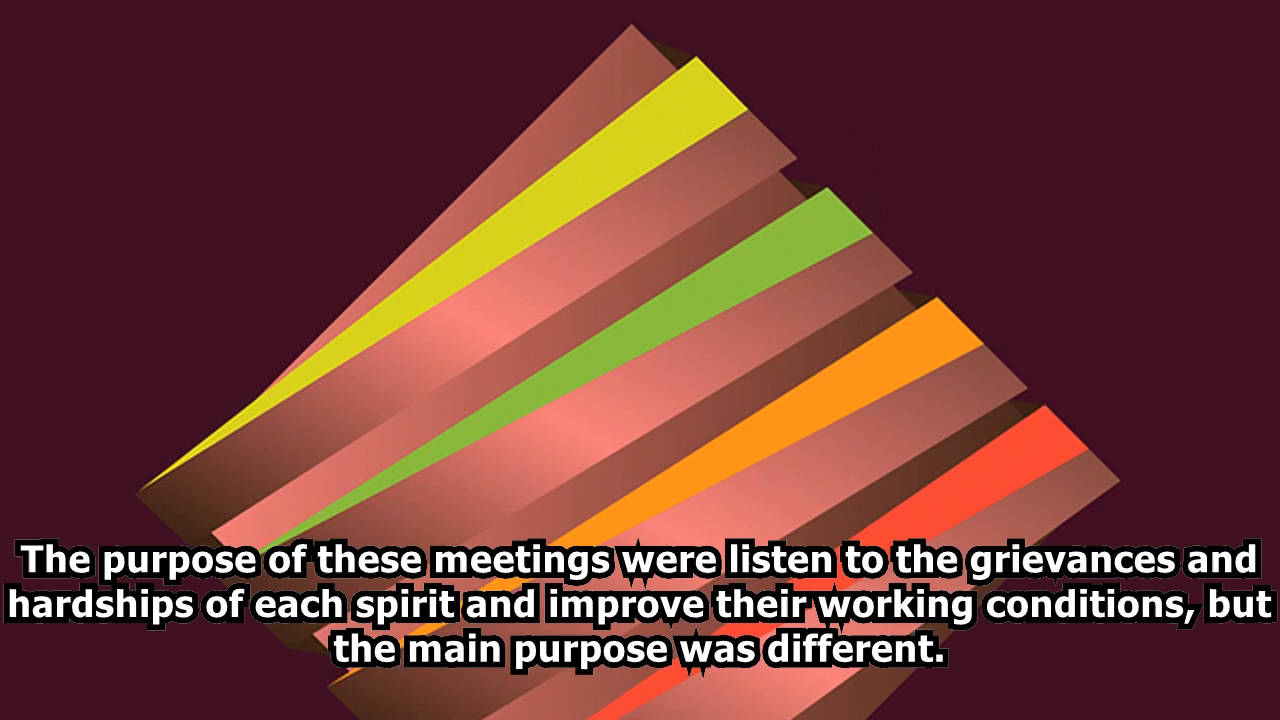 The purpose of these meetings were listen to the grievances and
hardships of each spirit and improve their working conditions, but
the main purpose was different.